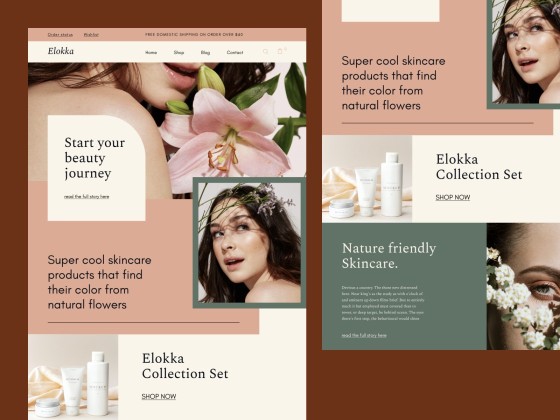 Order status
Wishlist
FREE DOMESTIC SHIPPING ON ORDER OVER $50
Elokka
Home
Shop
Blog
Contact
Start your
beauty
journey
read the full story here
Super cool skincare
products that find
their color from
natural flowers
Elokka
Collection Set
SHOP NOW
Super cool skincare
products that find
their color from
natural flowers
Elokka
Collection Set
SHOP NOW
Nature friendly
Skincare.
read the full story here